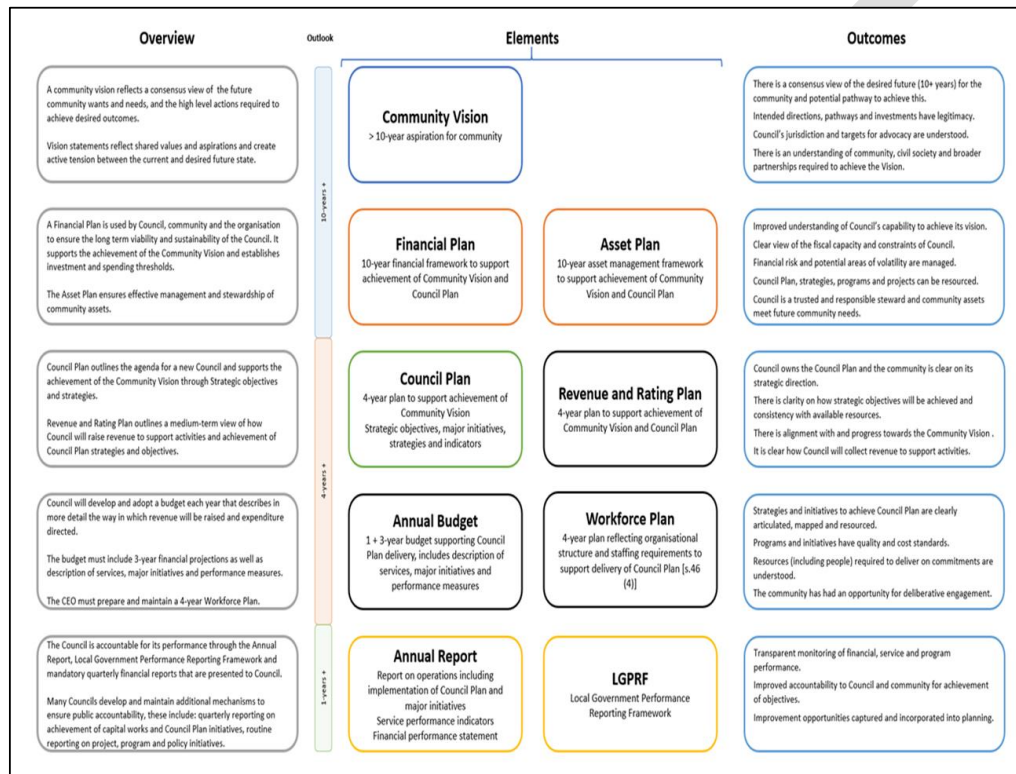 Overview
Outlook
Elements
Outcomes
A community vision reflects a consensus view of the future
community wants and needs, and the high level actions required to
achieve desired outcomes.
Vision statements reflect shared values and aspirations and create
active tension between the current and desired future state.
10-years +
Community Vision
> 10-year aspiration for community
There is a consensus view of the desired future (10+ years) for the
community and potential pathway to achieve this.
Intended directions, pathways and investments have legitimacy.
Council's jurisdiction and targets for advocacy are understood.
There is an understanding of community, civil society and broader
partnerships required to achieve the Vision.
A Financial Plan is used by Council, community and the organisation
to ensure the long term viability and sustainability of the Council. It
supports the achievement of the Community Vision and establishes
investment and spending thresholds.
The Asset Plan ensures effective management and stewardship of
community assets.
Financial Plan
10-year financial framework to support
achievement of Community Vision and
Council Plan
Asset Plan
10-year asset management framework
to support achievement of Community
Vision and Council Plan
Improved understanding of Council's capability to achieve its vision.
Clear view of the fiscal capacity and constraints of Council.
Financial risk and potential areas of volatility are managed.
Council Plan, strategies, programs and projects can be resourced.
Council is a trusted and responsible steward and community assets
meet future community needs.
Council Plan outlines the agenda for a new Council and supports the
achievement of the Community Vision through Strategic objectives
and strategies.
Revenue and Rating Plan outlines a medium-term view of how
Council will raise revenue to support activities and achievement of
Council Plan strategies and objectives.
4-years +
Council Plan
4-year plan to support achievement of
Community Vision
Strategic objectives, major initiatives,
strategies and indicators
Revenue and Rating Plan
4-year plan to support achievement of
Community Vision and Council Plan
Council owns the Council Plan and the community is clear on its
strategic direction.
There is clarity on how strategic objectives will be achieved and
consistency with available resources.
There is alignment with and progress towards the Community Vision .
It is clear how Council will collect revenue to support activities.
Council will develop and adopt a budget each year that describes in
more detail the way in which revenue will be raised and expenditure
directed.
The budget must include 3-year financial projections as well as
description of services, major initiatives and performance measures.
The CEO must prepare and maintain a 4-year Workforce Plan.
Annual Budget
1 + 3-year budget supporting Council
Plan delivery, includes description of
services, major initiatives and
performance measures
Workforce Plan
4-year plan reflecting organisational
structure and staffing requirements to
support delivery of Council Plan [s.46
(4)]
Strategies and initiatives to achieve Council Plan are clearly
articulated, mapped and resourced.
Programs and initiatives have quality and cost standards.
Resources (including people) required to deliver on commitments are
understood.
The community has had an opportunity for deliberative engagement.
The Council is accountable for its performance through the Annual
Report, Local Government Performance Reporting Framework and
mandatory quarterly financial reports that are presented to Council.
Many Councils develop and maintain additional mechanisms to
ensure public accountability, these include: quarterly reporting on
achievement of capital works and Council Plan initiatives, routine
reporting on project, program and policy initiatives.
1-years +
Annual Report
Report on operations including
implementation of Council Plan and
major initiatives
Service performance indicators
Financial performance statement
LGPRF
Local Government Performance
Reporting Framework
Transparent monitoring of financial, service and program
performance.
Improved accountability to Council and community for achievement
of objectives.
Improvement opportunities captured and incorporated into planning.